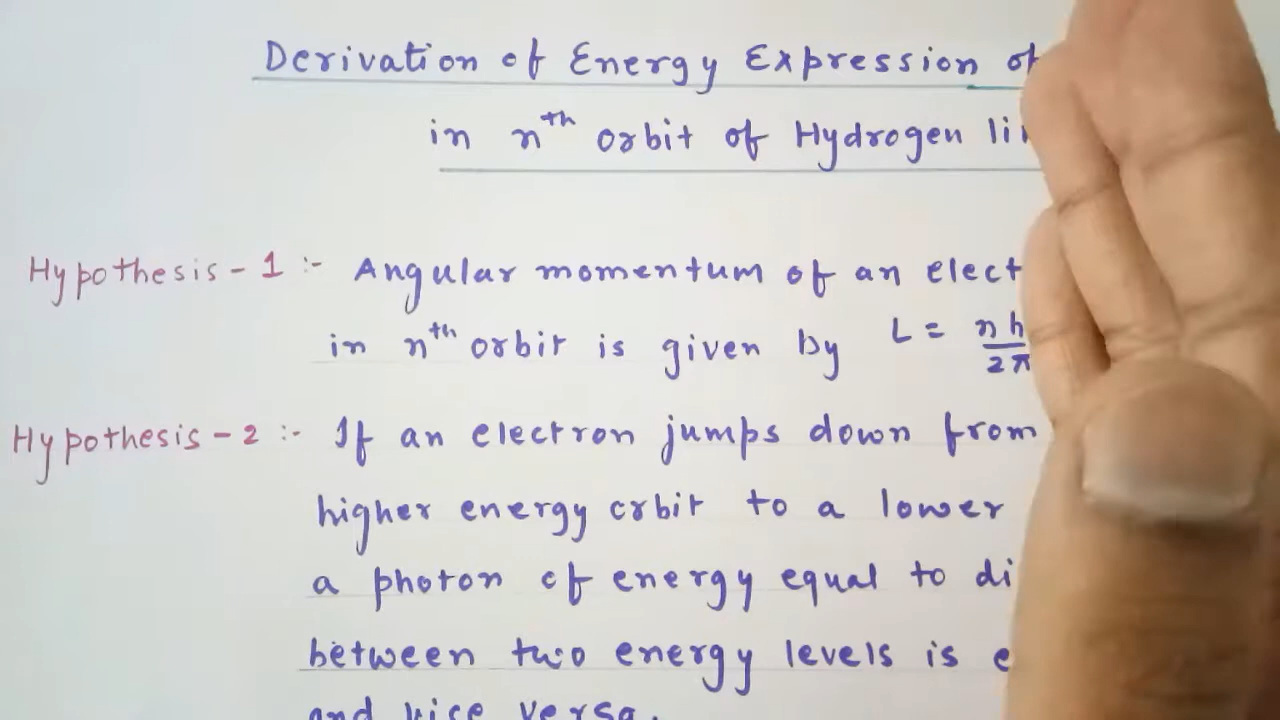 Derivation of Energy Expression of
in nth orbit of Hydrogen
Hypothesis - 1 :- Angular momentum of an elect
in nth orbit is given by L = nh/2π
Hypothesis - 2 :- If an electron jumps down from
higher energy orbit to a lower
a photon of energy equal to di
between two energy levels is e
and vice versa.